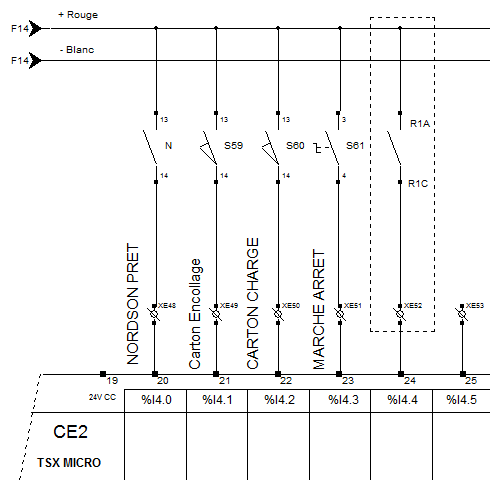 + Rouge
F14
- Blanc
F14
13 13 13 3
N S59 S60 S61 R1A
14 14 14 4 R1C
NORDSON PRET
Carton Encollage
CARTON CHARGE
MARCHE ARRET
XE48 XE49 XE50 XE51 XE52 XE53
19 20 21 22 23 24 25
24V CC %I4.0 %I4.1 %I4.2 %I4.3 %I4.4 %I4.5
CE2
TSX MICRO